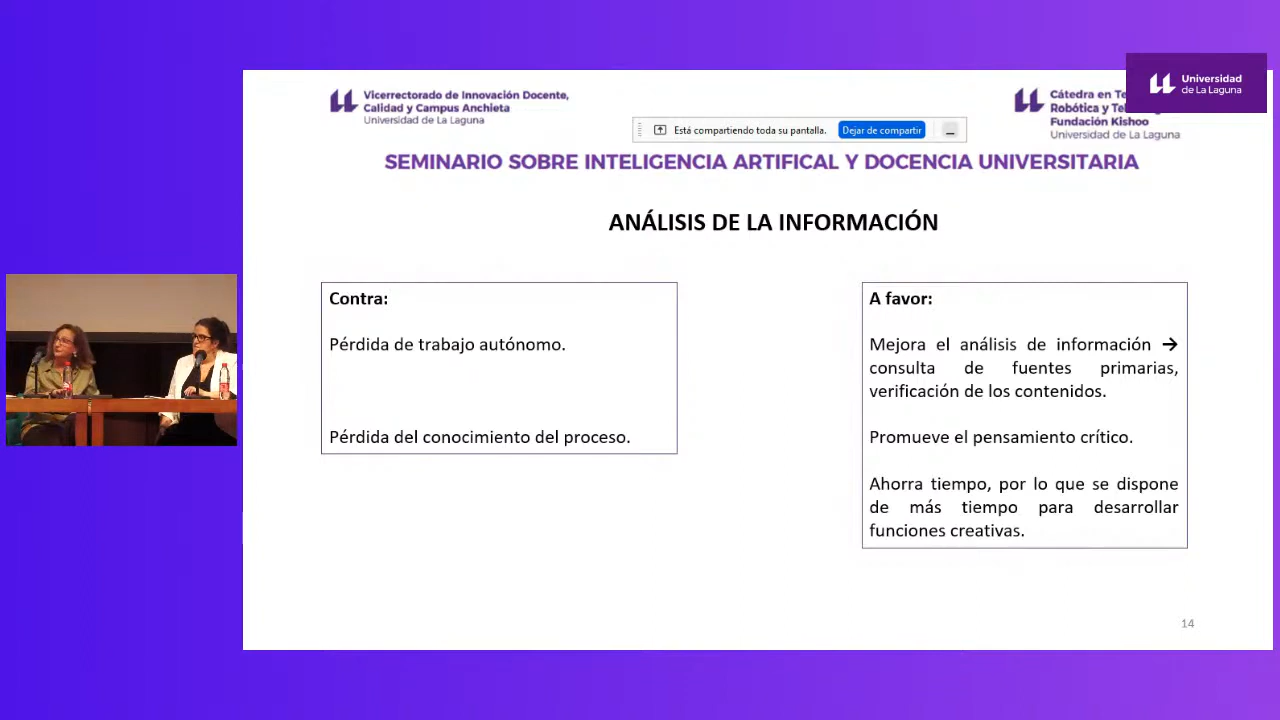 Vicerrectorado de Innovación Docente,
Calidad y Campus Anchieta
Universidad de La Laguna
Está compartiendo toda su pantalla.
Dejar de compartir
Cátedra en
Robótica y
Fundación Kishoo
Universidad de La Laguna
Universidad
de La Laguna
SEMINARIO SOBRE INTELIGENCIA ARTIFICAL Y DOCENCIA UNIVERSITARIA
ANÁLISIS DE LA INFORMACIÓN
Contra:
Pérdida de trabajo autónomo.
Pérdida del conocimiento del proceso.
A favor:
Mejora el análisis de información →
consulta de fuentes primarias,
verificación de los contenidos.
Promueve el pensamiento crítico.
Ahorra tiempo, por lo que se dispone
de más tiempo para desarrollar
funciones creativas.
14